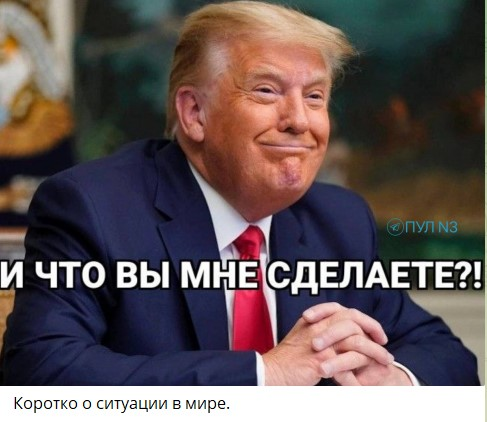 ПУЛ N3
И ЧТО ВЫ МНЕ СДЕЛАЕТЕ?!
Коротко о ситуации в мире.